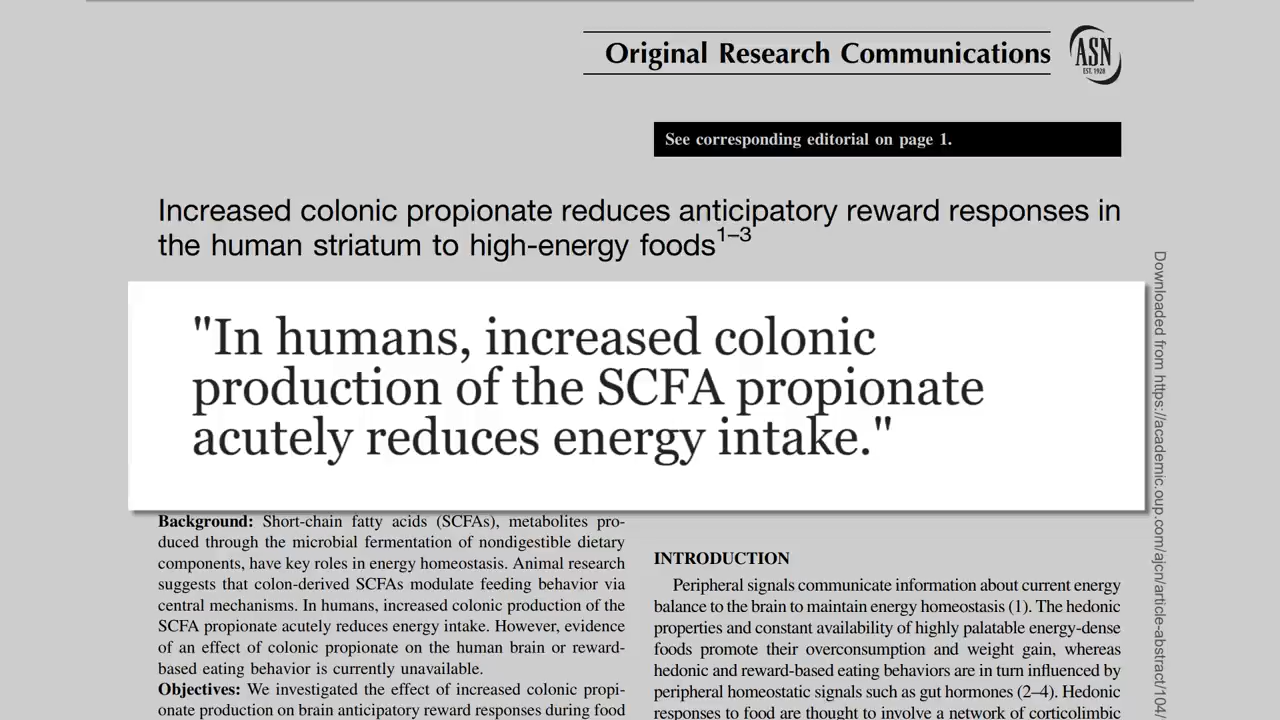 Original Research Communications
ASN
EST. 1928
See corresponding editorial on page 1.
Increased colonic propionate reduces anticipatory reward responses in
the human striatum to high-energy foods1–3
"In humans, increased colonic
production of the SCFA propionate
acutely reduces energy intake."
Background: Short-chain fatty acids (SCFAs), metabolites pro-
duced through the microbial fermentation of nondigestible dietary
components, have key roles in energy homeostasis. Animal research
suggests that colon-derived SCFAs modulate feeding behavior via
central mechanisms. In humans, increased colonic production of the
SCFA propionate acutely reduces energy intake. However, evidence
of an effect of colonic propionate on the human brain or reward-
based eating behavior is currently unavailable.
Objectives: We investigated the effect of increased colonic propi-
onate production on brain anticipatory reward responses during food
INTRODUCTION
Peripheral signals communicate information about current energy
balance to the brain to maintain energy homeostasis (1). The hedonic
properties and constant availability of highly palatable energy-dense
foods promote their overconsumption and weight gain, whereas
hedonic and reward-based eating behaviors are in turn influenced by
peripheral homeostatic signals such as gut hormones (2–4). Hedonic
responses to food are thought to involve a network of corticolimbic
Downloaded from https://academic.oup.com/ajcn/article-abstract/104/